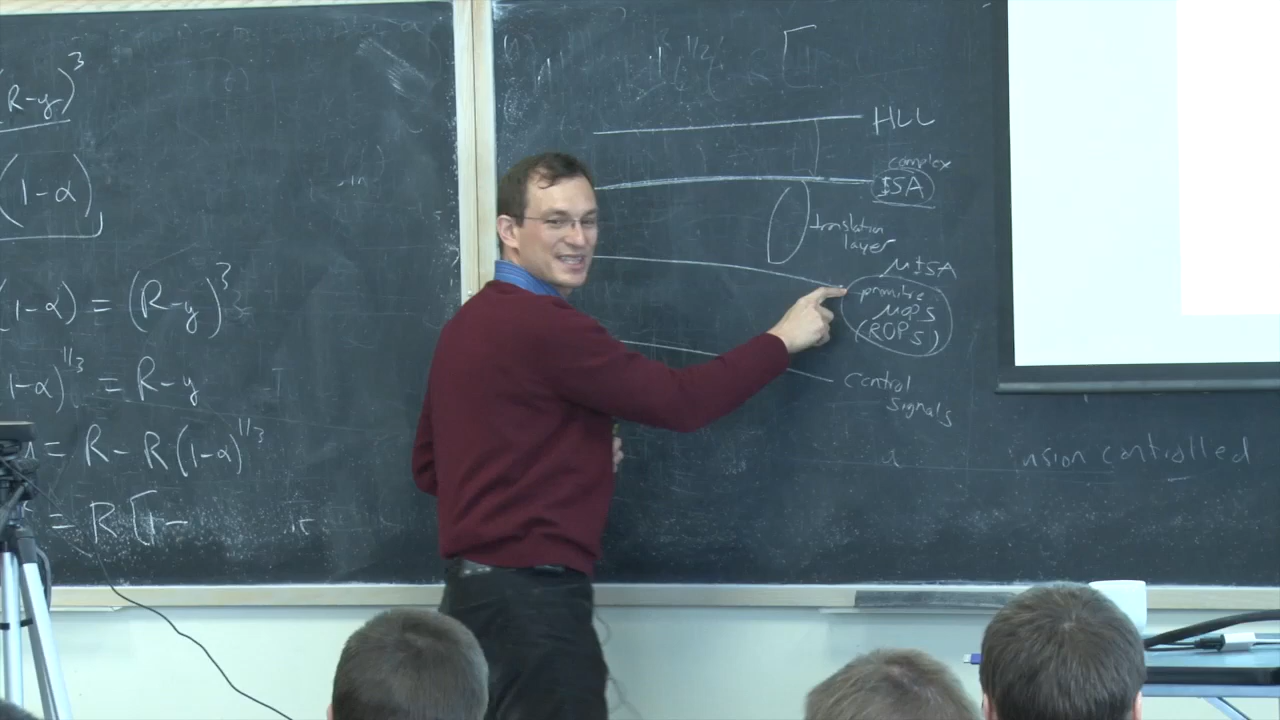 R-y)³
(1-α)
1-α) = (R-y)³
1-α)^{1/3} = R-y
= R - R(1-α)^{1/3}
= R[1-
HLL
complex
ISA
translation
layer
μISA
μops
(ROPs)
control
signals
controlled